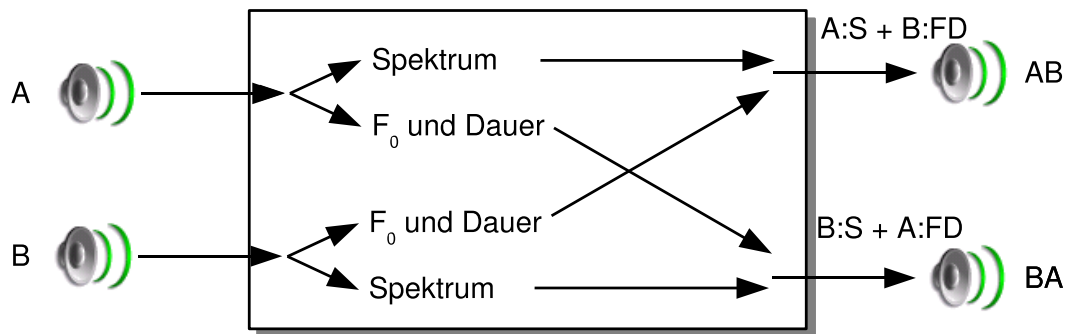 A
Spektrum
F₀ und Dauer
A:S + B:FD
AB
B
F₀ und Dauer
Spektrum
B:S + A:FD
BA